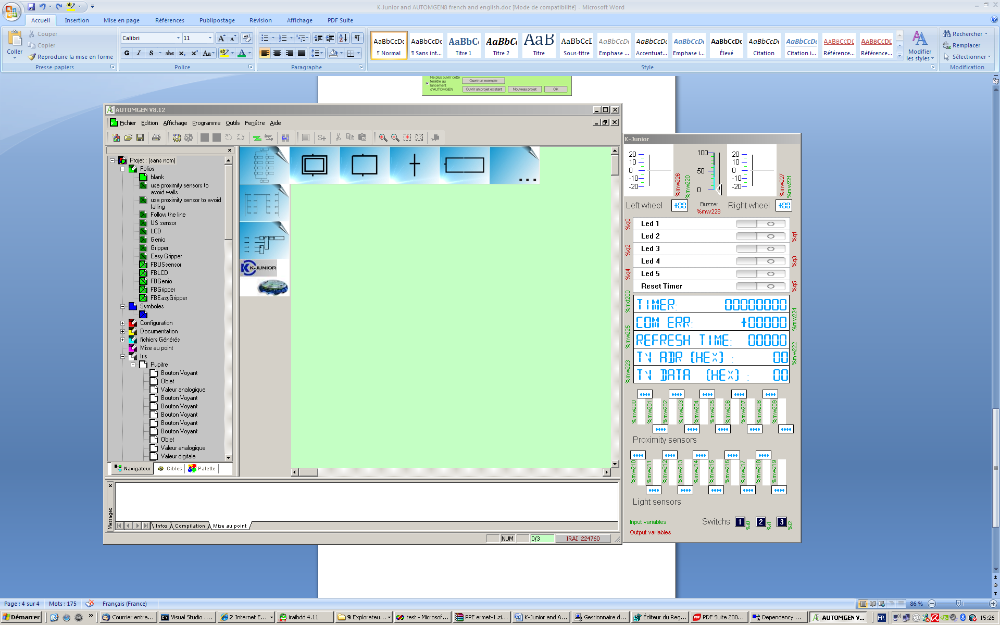 K-Junior and AUTOMGEN8 french and english.doc [Mode de compatibilité] - Microsoft Word
Accueil Insertion Mise en page Références Publipostage Révision Affichage PDF Suite
Coller
Couper
Copier
Reproduire la mise en forme
Presse-papiers
Calibri 11
G I S abc x₂ x² Aa
Police
Paragraphe
AaBbCcDc AaBbCcDc AaBbC AaBbC AaB AaBbCcI AaBbCcDc AaBbCcDc AaBbCcDc AaBbCcDc AaBbCcDc AaBbCcDc AABBCCDE AABBCCDE
¶ Normal ¶ Sans int... Titre 1 Titre 2 Titre Sous-titre Emphase ... Accentuat... Emphase i... Élevé Citation Citation i... Référence... Référence...
Style
Modifier les styles
Rechercher
Remplacer
Sélectionner
Modification
Ne plus ouvrir cette fenêtre au lancement d'AUTOMGEN
Ouvrir un exemple
Ouvrir un projet existant Nouveau projet OK
AUTOMGEN V8.12
Fichier Edition Affichage Programme Outils Fenêtre Aide
Projet : (sans nom)
Folios
blank
use proximity sensors to
avoid walls
use proximity sensor to avoid
falling
Follow the line
US sensor
LCD
Genio
Gripper
Easy Gripper
FBUSsensor
FBLCD
FBGenio
FBGripper
FBEasyGripper
Symboles
Configuration
Documentation
fichiers Générés
Mise au point
Iris
Pupitre
Bouton Voyant
Objet
Valeur analogique
Bouton Voyant
Bouton Voyant
Bouton Voyant
Bouton Voyant
Bouton Voyant
Objet
Valeur analogique
Valeur digitale
Navigateur Cibles Palette
K-JUNIOR
...
Messages
Infos Compilation Mise au point
NUM 0/3 IRAI 224760
K-Junior
20 10 0 -10 -20
%mw226 %mw220
100 50 0
20 10 0 -10 -20
%mw227 %mw221
Left wheel +00 Buzzer Right wheel +00
%mw228
%q0 Led 1
Led 2 %q1
%q2 Led 3
Led 4 %q3
%q4 Led 5
Reset Timer %q5
%md200 TIMER: 00000000
COM ERR: +00000 %mw224
%mw225 REFRESH TIME: 00000
TV ADR (HEX) : 00 %mw222
%mw223 TV DATA (HEX) : 00
%mw200 %mw201 %mw202 %mw203 %mw204 %mw205 %mw206 %mw207 %mw208 %mw209
Proximity sensors
%mw210 %mw211 %mw212 %mw213 %mw214 %mw215 %mw216 %mw217 %mw218 %mw219
Light sensors
Input variables
Output variables
Switchs 1 %i0 2 %i1 3 %i2
Page : 4 sur 4 Mots : 175 Français (France) 86 %
Démarrer Courrier entra... Visual Studio ... 2 Internet E... iraibdd 4.11 9 Explorateu... test - Microsof... PPE ermet-1.zi... K-Junior and A... Gestionnaire d... Éditeur du Reg... PDF Suite 200... Dependency ... AUTOMGEN V... FR 15:26